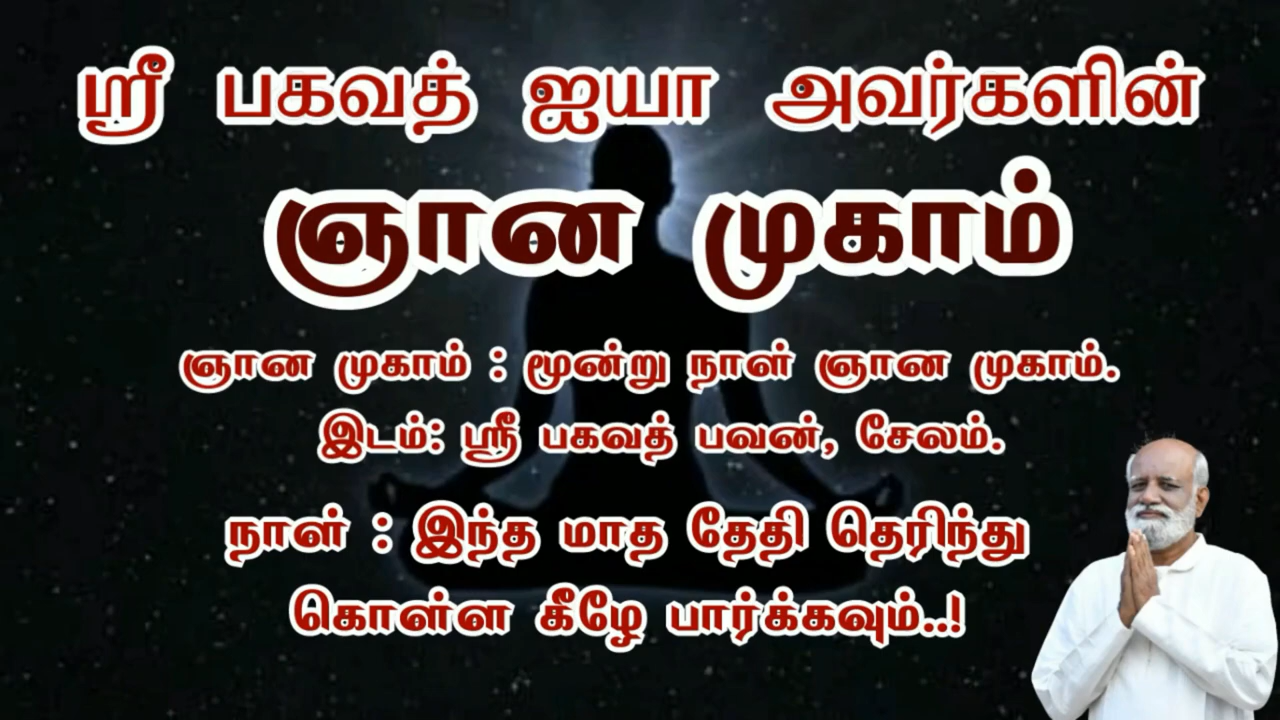 ஸ்ரீ பகவத் ஐயா அவர்களின்
ஞான முகாம்
ஞான முகாம் : மூன்று நாள் ஞான முகாம்.
இடம்: ஸ்ரீ பகவத் பவன், சேலம்.
நாள் : இந்த மாத தேதி தெரிந்து
கொள்ள கீழே பார்க்கவும்..!